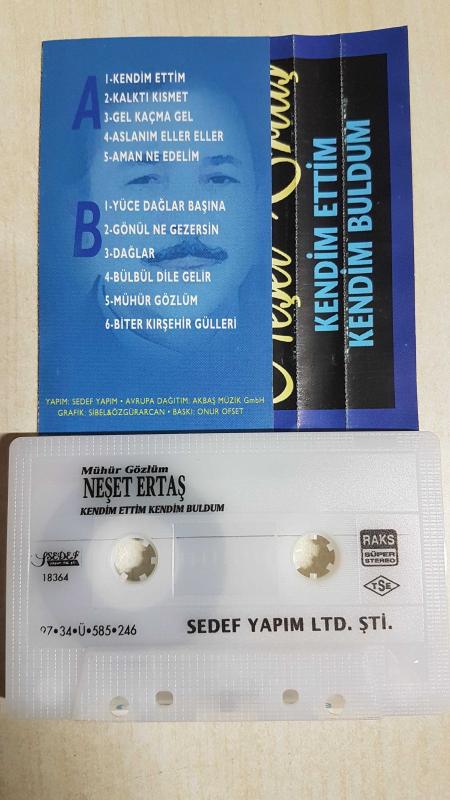 A
1-KENDİM ETTİM
2-KALKTI KISMET
3-GEL KAÇMA GEL
4-ASLANIM ELLER ELLER
5-AMAN NE EDELİM
B
1-YÜCE DAĞLAR BAŞINA
2-GÖNÜL NE GEZERSİN
3-DAĞLAR
4-BÜLBÜL DİLE GELİR
5-MÜHÜR GÖZLÜM
6-BİTER KIRŞEHİR GÜLLERİ
YAPIM: SEDEF YAPIM • AVRUPA DAĞITIM: AKBAŞ MÜZİK GmbH
GRAFİK: SİBEL&ÖZGÜRARCAN • BASKI: ONUR OFSET
Neşet Ertaş
KENDİM ETTİM
KENDİM BULDUM
Mühür Gözlüm
NEŞET ERTAŞ
KENDİM ETTİM KENDİM BULDUM
SEDEF
18364
RAKS
SÜPER
STEREO
TSE
97•34•Ü•585•246
SEDEF YAPIM LTD. ŞTİ.